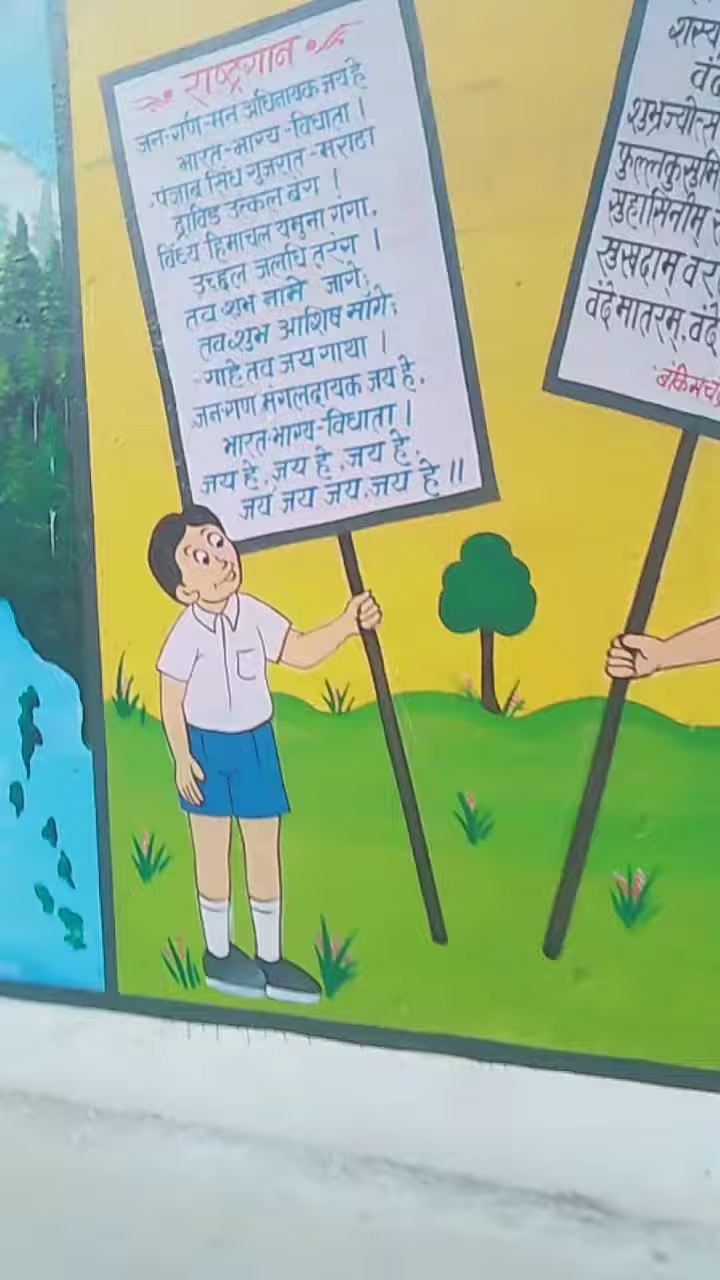 राष्ट्रगान
जन-गण-मन अधिनायक जय हे
भारत-भाग्य-विधाता ।
पंजाब सिंध गुजरात-मराठा
द्राविड उत्कल बंग ।
विंध्य हिमाचल यमुना गंगा,
उच्छल जलधि तरंग ।
तव शुभ नामे जागे;
तव शुभ आशिष मांगे;
गाहे तव जय गाथा ।
जन-गण मंगलदायक जय हे,
भारत-भाग्य-विधाता ।
जय हे, जय हे, जय हे,
जय जय जय, जय हे ।।
शस्य
वंदे
शुभ्रज्योत्स
फुल्लकुसुमि
सुहासिनीम् स
सुखदाम् वर
वंदे मातरम्, वंदे
बंकिमचं